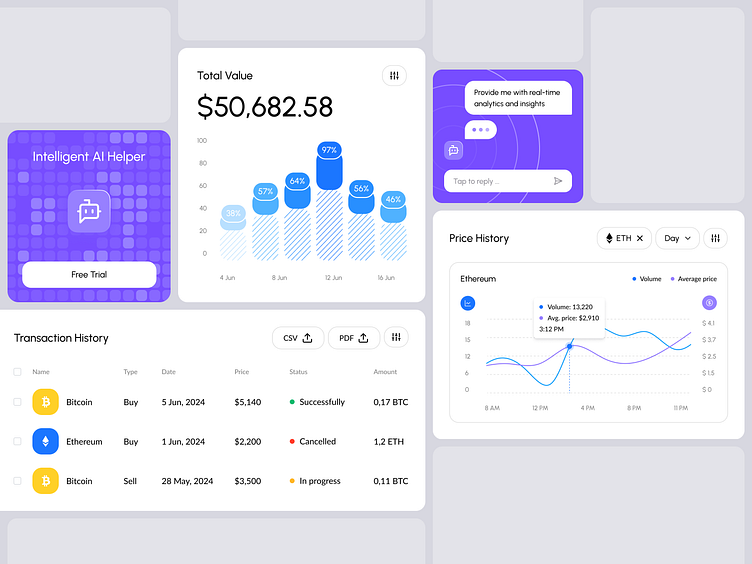 Intelligent AI Helper
Free Trial
Total Value
$50,682.58
100
80
60
40
20
0
38%
57%
64%
97%
56%
46%
4 Jun
8 Jun
12 Jun
16 Jun
Provide me with real-time
analytics and insights
Tap to reply ...
Transaction History
CSV
PDF
Name Type Date Price Status Amount
Bitcoin Buy 5 Jun, 2024 $5,140 Successfully 0,17 BTC
Ethereum Buy 1 Jun, 2024 $2,200 Cancelled 1,2 ETH
Bitcoin Sell 28 May, 2024 $3,500 In progress 0,11 BTC
Price History
ETH
Day
Ethereum
Volume
Average price
Volume: 13,220
Avg. price: $2,910
3:12 PM
18
15
12
6
0
$ 4.1
$ 3.7
$ 2.5
$ 1.5
$ 0
8 AM
12 PM
4 PM
8 PM
11 PM